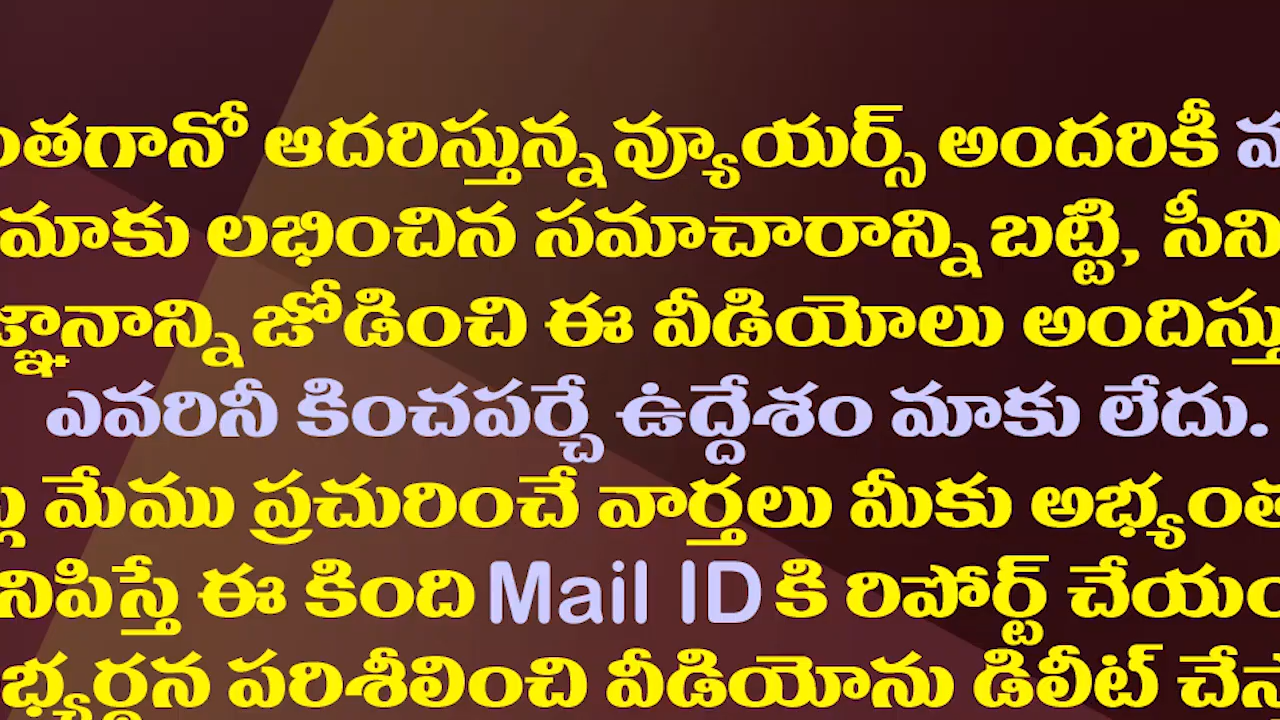 ంతగానో ఆదరిస్తున్న వ్యూయర్స్ అందరికీ
మాకు లభించిన సమాచారాన్ని బట్టి, సీని
జ్ఞానాన్ని జోడించి ఈ వీడియోలు అందిస్తు
ఎవరినీ కించపర్చే ఉద్దేశం మాకు లేదు.
మేము ప్రచురించే వార్తలు మీకు అభ్యంత
నిపిస్తే ఈ కింది Mail ID కి రిపోర్ట్ చేయం
భ్యర్థన పరిశీలించి వీడియోను డిలీట్ చేస